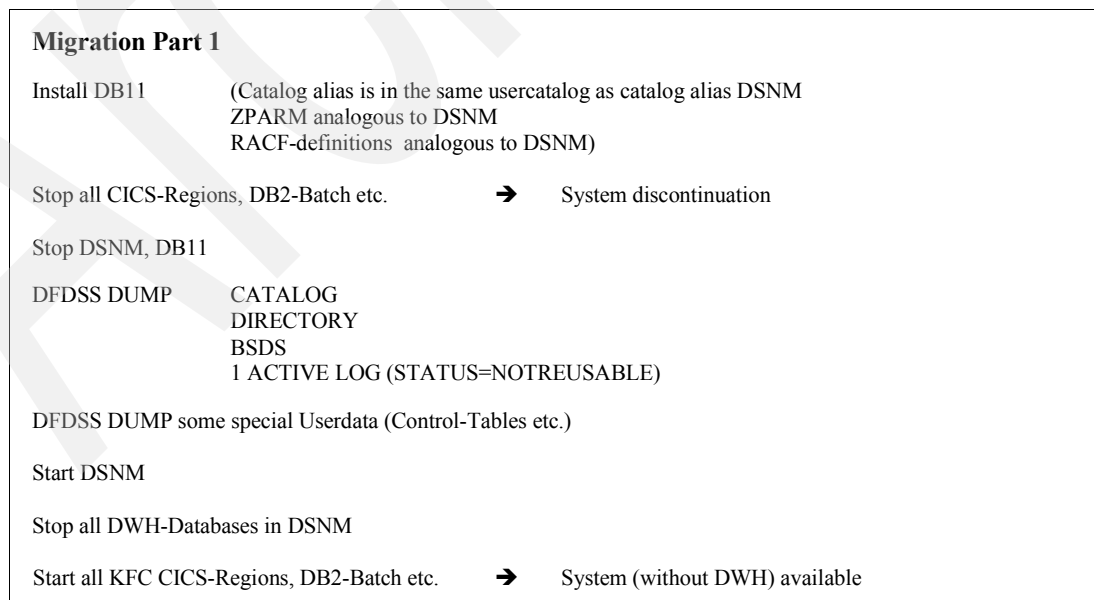 Migration Part 1
Install DB11 (Catalog alias is in the same usercatalog as catalog alias DSNM
ZPARM analogous to DSNM
RACF-definitions analogous to DSNM)
Stop all CICS-Regions, DB2-Batch etc. ➔ System discontinuation
Stop DSNM, DB11
DFDSS DUMP CATALOG
DIRECTORY
BSDS
1 ACTIVE LOG (STATUS=NOTREUSABLE)
DFDSS DUMP some special Userdata (Control-Tables etc.)
Start DSNM
Stop all DWH-Databases in DSNM
Start all KFC CICS-Regions, DB2-Batch etc. ➔ System (without DWH) available